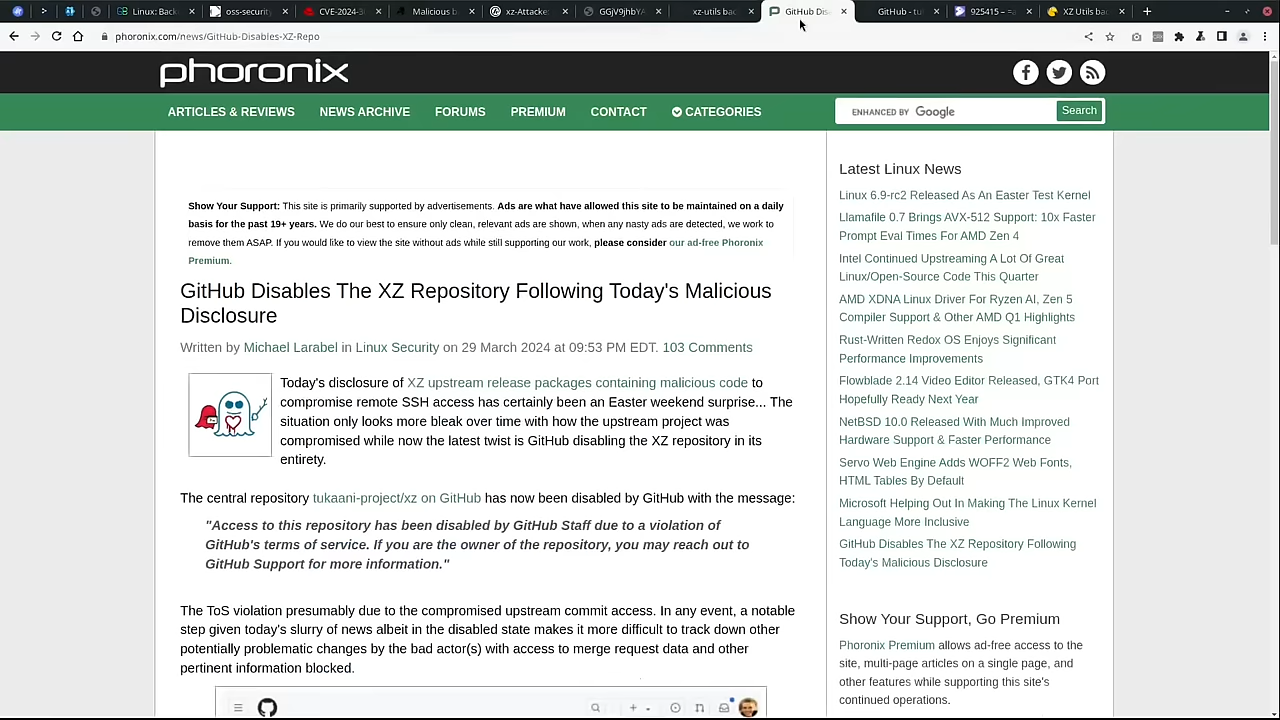 Linux: Back
oss-security
CVE-2024-3
Malicious b
xz-Attacke
GGjV9jhbYA
xz-utils bac
GitHub Dis
GitHub - tu
925415 – =a
XZ Utils ba
phoronix.com/news/GitHub-Disables-XZ-Repo
phoronix
ARTICLES & REVIEWS NEWS ARCHIVE FORUMS PREMIUM CONTACT CATEGORIES
ENHANCED BY Google Search
Show Your Support: This site is primarily supported by advertisements. Ads are what have allowed this site to be maintained on a daily
basis for the past 19+ years. We do our best to ensure only clean, relevant ads are shown, when any nasty ads are detected, we work to
remove them ASAP. If you would like to view the site without ads while still supporting our work, please consider our ad-free Phoronix
Premium.
GitHub Disables The XZ Repository Following Today's Malicious
Disclosure
Written by Michael Larabel in Linux Security on 29 March 2024 at 09:53 PM EDT. 103 Comments
Today's disclosure of XZ upstream release packages containing malicious code to
compromise remote SSH access has certainly been an Easter weekend surprise... The
situation only looks more bleak over time with how the upstream project was
compromised while now the latest twist is GitHub disabling the XZ repository in its
entirety.
The central repository tukaani-project/xz on GitHub has now been disabled by GitHub with the message:
"Access to this repository has been disabled by GitHub Staff due to a violation of
GitHub's terms of service. If you are the owner of the repository, you may reach out to
GitHub Support for more information."
The ToS violation presumably due to the compromised upstream commit access. In any event, a notable
step given today's slurry of news albeit in the disabled state makes it more difficult to track down other
potentially problematic changes by the bad actor(s) with access to merge request data and other
pertinent information blocked.
Latest Linux News
Linux 6.9-rc2 Released As An Easter Test Kernel
Llamafile 0.7 Brings AVX-512 Support: 10x Faster
Prompt Eval Times For AMD Zen 4
Intel Continued Upstreaming A Lot Of Great
Linux/Open-Source Code This Quarter
AMD XDNA Linux Driver For Ryzen AI, Zen 5
Compiler Support & Other AMD Q1 Highlights
Rust-Written Redox OS Enjoys Significant
Performance Improvements
Flowblade 2.14 Video Editor Released, GTK4 Port
Hopefully Ready Next Year
NetBSD 10.0 Released With Much Improved
Hardware Support & Faster Performance
Servo Web Engine Adds WOFF2 Web Fonts,
HTML Tables By Default
Microsoft Helping Out In Making The Linux Kernel
Language More Inclusive
GitHub Disables The XZ Repository Following
Today's Malicious Disclosure
Show Your Support, Go Premium
Phoronix Premium allows ad-free access to the
site, multi-page articles on a single page, and
other features while supporting this site's
continued operations.